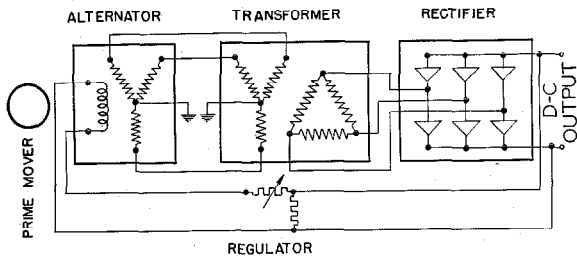 ALTERNATOR
TRANSFORMER
RECTIFIER
PRIME MOVER
D-C
OUTPUT
REGULATOR